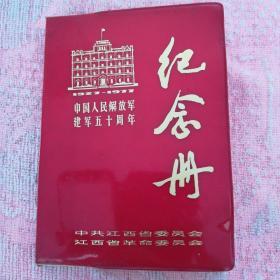 1927-1977
中国人民解放军
建军五十周年
纪念册
中共江西省委员会
江西省革命委员会